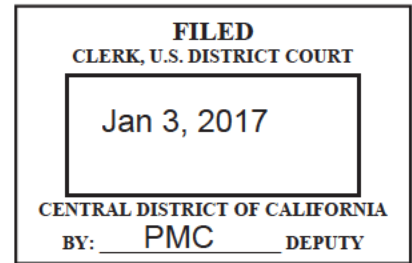 FILED
CLERK, U.S. DISTRICT COURT
Jan 3, 2017
CENTRAL DISTRICT OF CALIFORNIA
BY: PMC DEPUTY